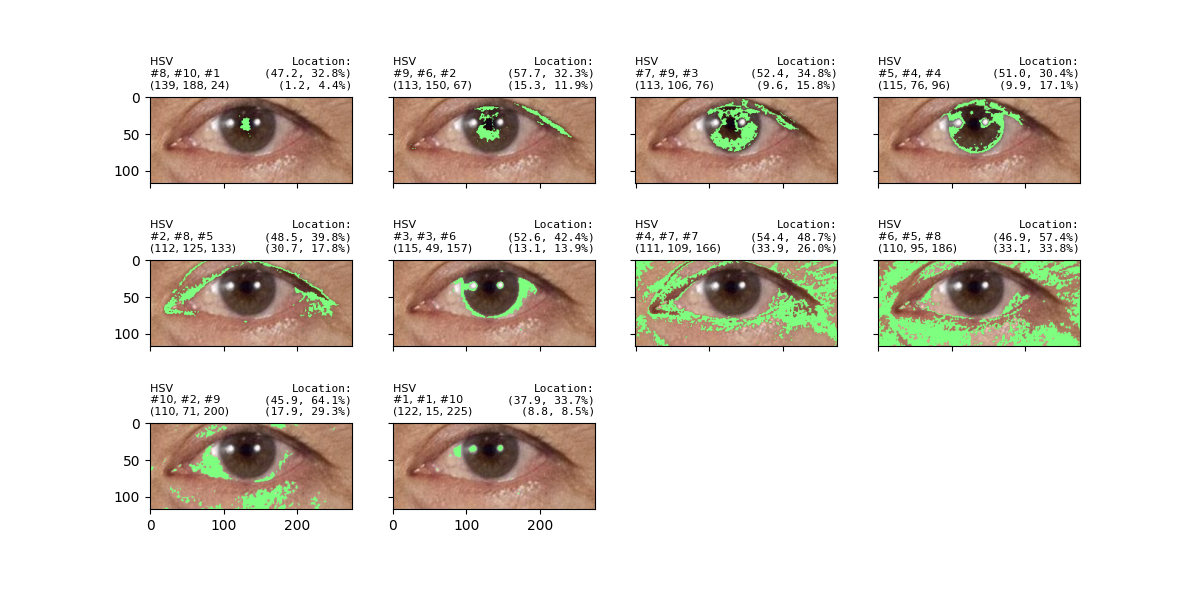 HSV Location:
#8, #10, #1 (47.2, 32.8%)
(139, 188, 24) (1.2, 4.4%)
HSV Location:
#9, #6, #2 (57.7, 32.3%)
(113, 150, 67) (15.3, 11.9%)
HSV Location:
#7, #9, #3 (52.4, 34.8%)
(113, 106, 76) (9.6, 15.8%)
HSV Location:
#5, #4, #4 (51.0, 30.4%)
(115, 76, 96) (9.9, 17.1%)
0
50
100
HSV Location:
#2, #8, #5 (48.5, 39.8%)
(112, 125, 133) (30.7, 17.8%)
HSV Location:
#3, #3, #6 (52.6, 42.4%)
(115, 49, 157) (13.1, 13.9%)
HSV Location:
#4, #7, #7 (54.4, 48.7%)
(111, 109, 166) (33.9, 26.0%)
HSV Location:
#6, #5, #8 (46.9, 57.4%)
(110, 95, 186) (33.1, 33.8%)
0
50
100
HSV Location:
#10, #2, #9 (45.9, 64.1%)
(110, 71, 200) (17.9, 29.3%)
HSV Location:
#1, #1, #10 (37.9, 33.7%)
(122, 15, 225) (8.8, 8.5%)
0
50
100
0 100 200
0 100 200